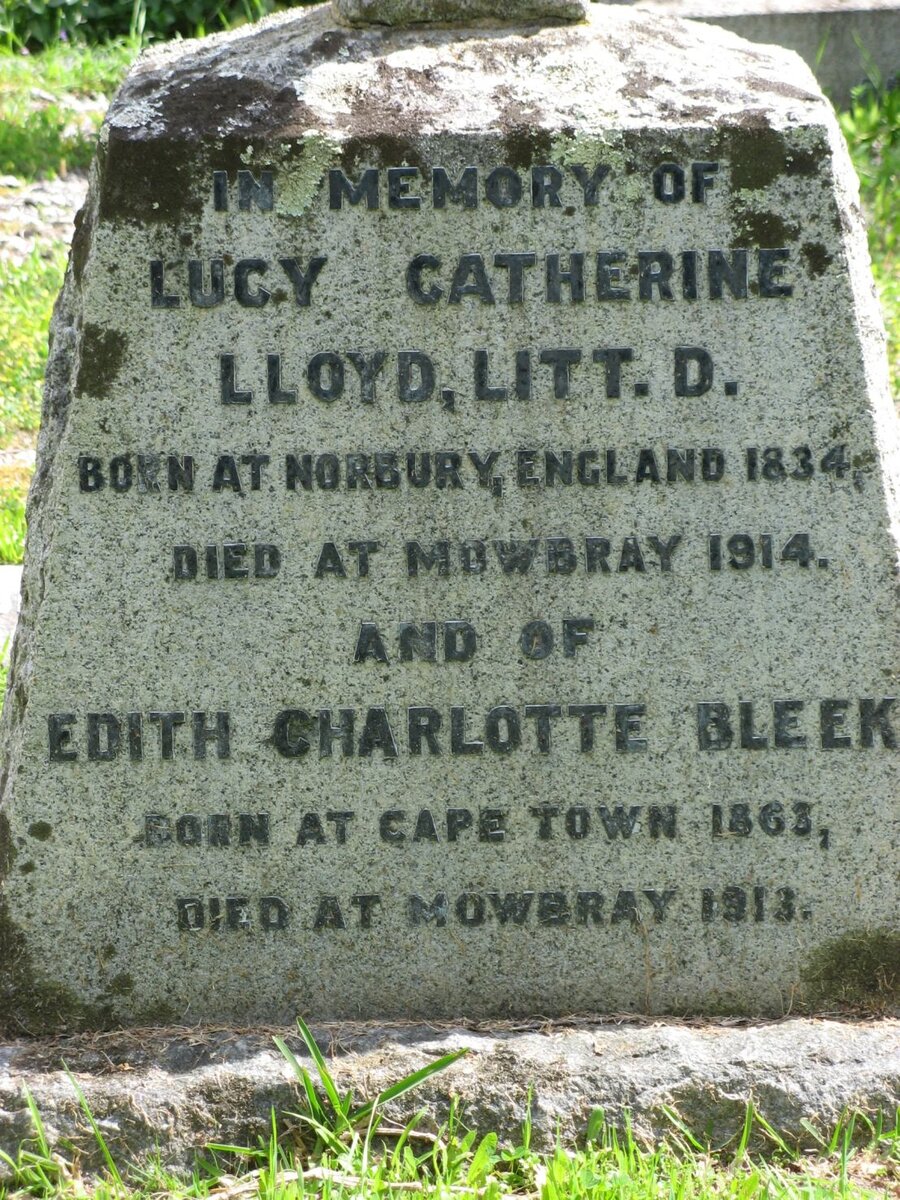 IN MEMORY OF
LUCY CATHERINE
LLOYD, LITT. D.
BORN AT NORBURY, ENGLAND 1834,
DIED AT MOWBRAY 1914.
AND OF
EDITH CHARLOTTE BLEEK
BORN AT CAPE TOWN 1863,
DIED AT MOWBRAY 1913.